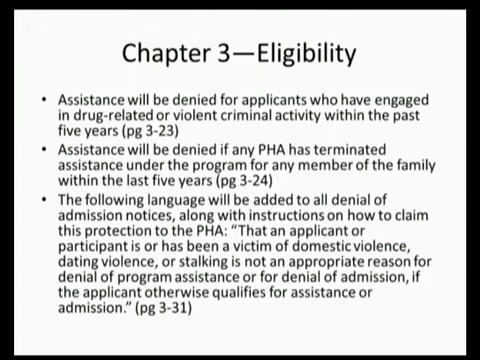 Chapter 3—Eligibility
• Assistance will be denied for applicants who have engaged
in drug-related or violent criminal activity within the past
five years (pg 3-23)
• Assistance will be denied if any PHA has terminated
assistance under the program for any member of the family
within the last five years (pg 3-24)
• The following language will be added to all denial of
admission notices, along with instructions on how to claim
this protection to the PHA: “That an applicant or
participant is or has been a victim of domestic violence,
dating violence, or stalking is not an appropriate reason for
denial of program assistance or for denial of admission, if
the applicant otherwise qualifies for assistance or
admission.” (pg 3-31)